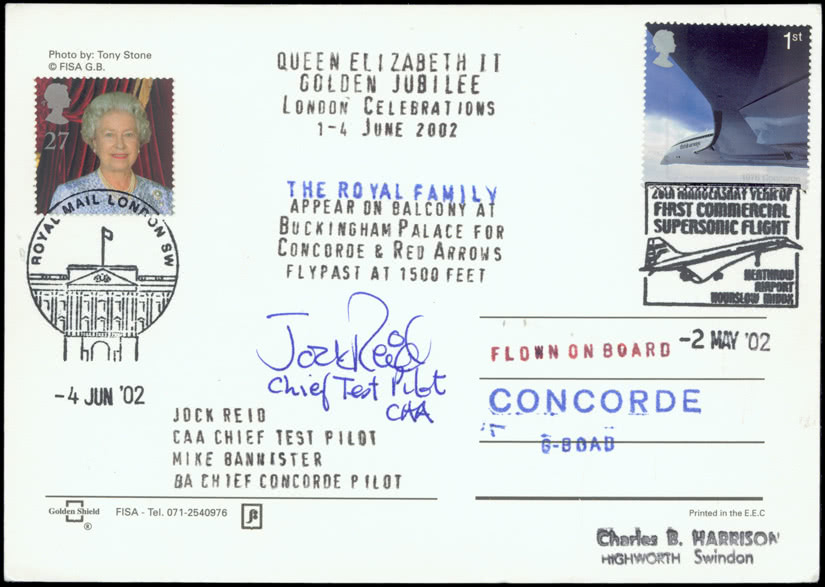 Photo by: Tony Stone
© FISA G.B.
27
ROYAL MAIL LONDON SW
-4 JUN '02
QUEEN ELIZABETH II
GOLDEN JUBILEE
LONDON CELEBRATIONS
1-4 JUNE 2002
THE ROYAL FAMILY
APPEAR ON BALCONY AT
BUCKINGHAM PALACE FOR
CONCORDE & RED ARROWS
FLYPAST AT 1500 FEET
1st
26TH ANNIVERSARY YEAR OF
FIRST COMMERCIAL
SUPERSONIC FLIGHT
HEATHROW
AIRPORT
HOUNSLOW MIDDX
-2 MAY '02
Jock Reid
Chief Test Pilot
CAA
JOCK REID
CAA CHIEF TEST PILOT
MIKE BANNISTER
BA CHIEF CONCORDE PILOT
FLOWN ON BOARD
CONCORDE
G-BOAD
Golden Shield
®
FISA - Tel. 071-2540976
Printed in the E.E.C
Charles B. HARRISON
HIGHWORTH Swindon